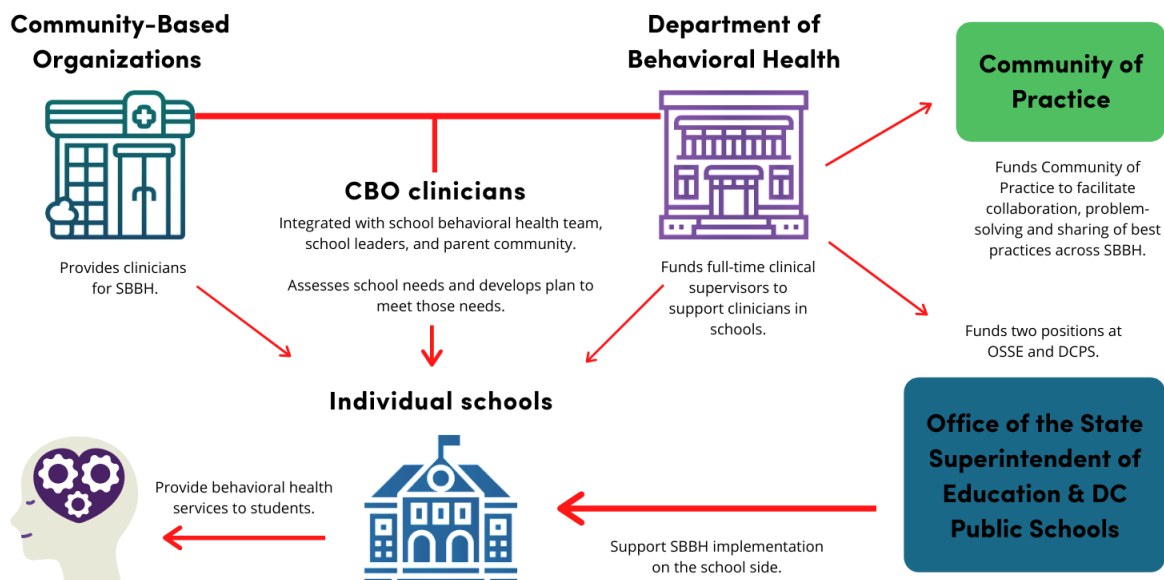 Community-Based
Organizations
Department of
Behavioral Health
Community of
Practice
CBO clinicians
Integrated with school behavioral health team,
school leaders, and parent community.
Assesses school needs and develops plan to
meet those needs.
Provides clinicians
for SBBH.
Funds full-time clinical
supervisors to
support clinicians in
schools.
Funds Community of
Practice to facilitate
collaboration, problem-
solving and sharing of best
practices across SBBH.
Funds two positions at
OSSE and DCPS.
Individual schools
Office of the State
Superintendent of
Education & DC
Public Schools
Provide behavioral health
services to students.
Support SBBH implementation
on the school side.